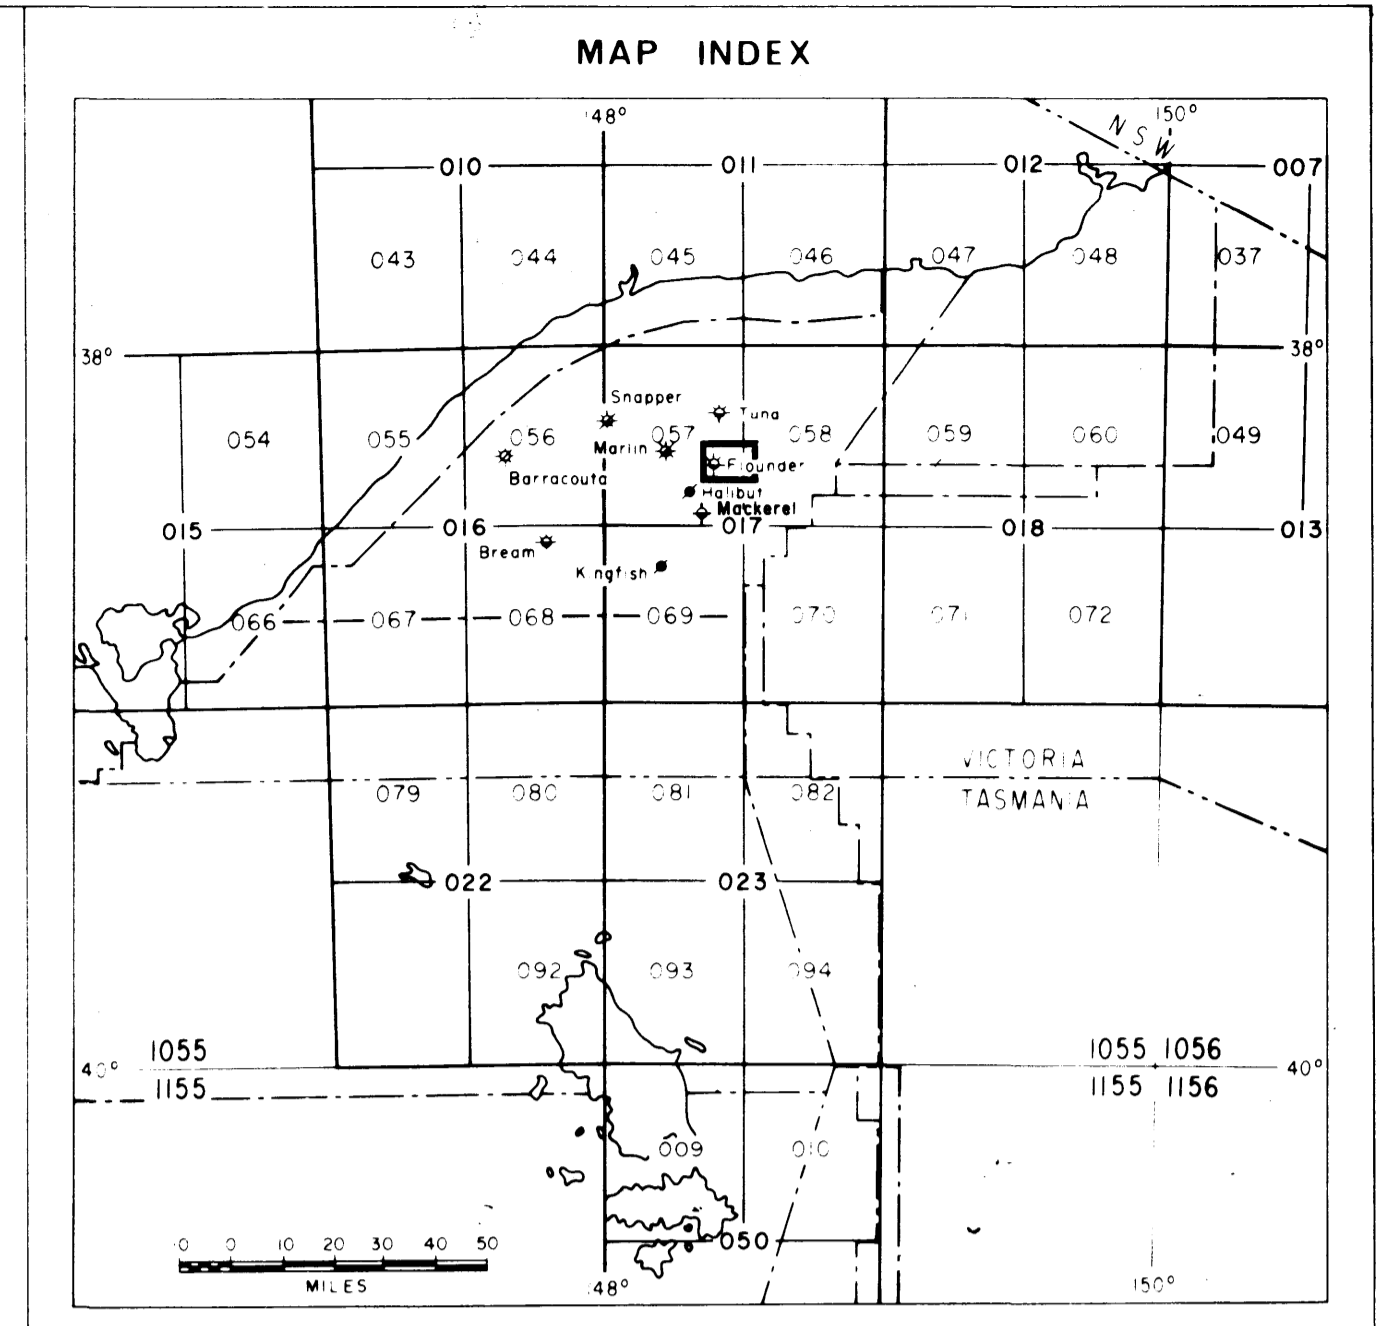 MAP INDEX
148° 150°
NSW
010 011 012 007
043 044 045 046 047 048 037
38° 38°
Snapper
Tuna
054 055 056 057 058 059 060 049
Marlin
Flounder
Barracouta
Halibut
Mackerel
015 016 017 018 013
Bream
Kingfish
066 067 068 069 070 071 072
VICTORIA
079 080 081 082
TASMANIA
022 023
092 093 094
1055 1055 1056
40° 40°
1155 1155 1156
009 010
050
10 0 10 20 30 40 50
MILES
148° 150°